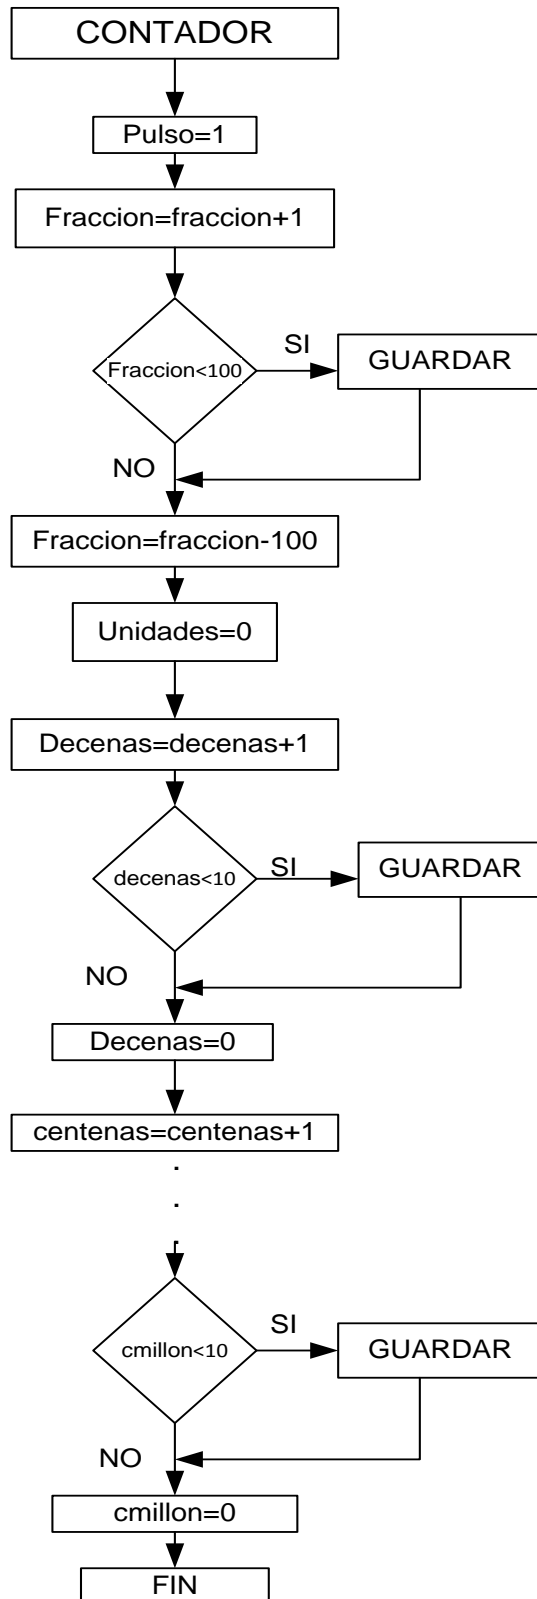 CONTADOR
Pulso=1
Fraccion=fraccion+1
Fraccion<100
SI
GUARDAR
NO
Fraccion=fraccion-100
Unidades=0
Decenas=decenas+1
decenas<10
SI
GUARDAR
NO
Decenas=0
centenas=centenas+1
.
.
.
cmillon<10
SI
GUARDAR
NO
cmillon=0
FIN